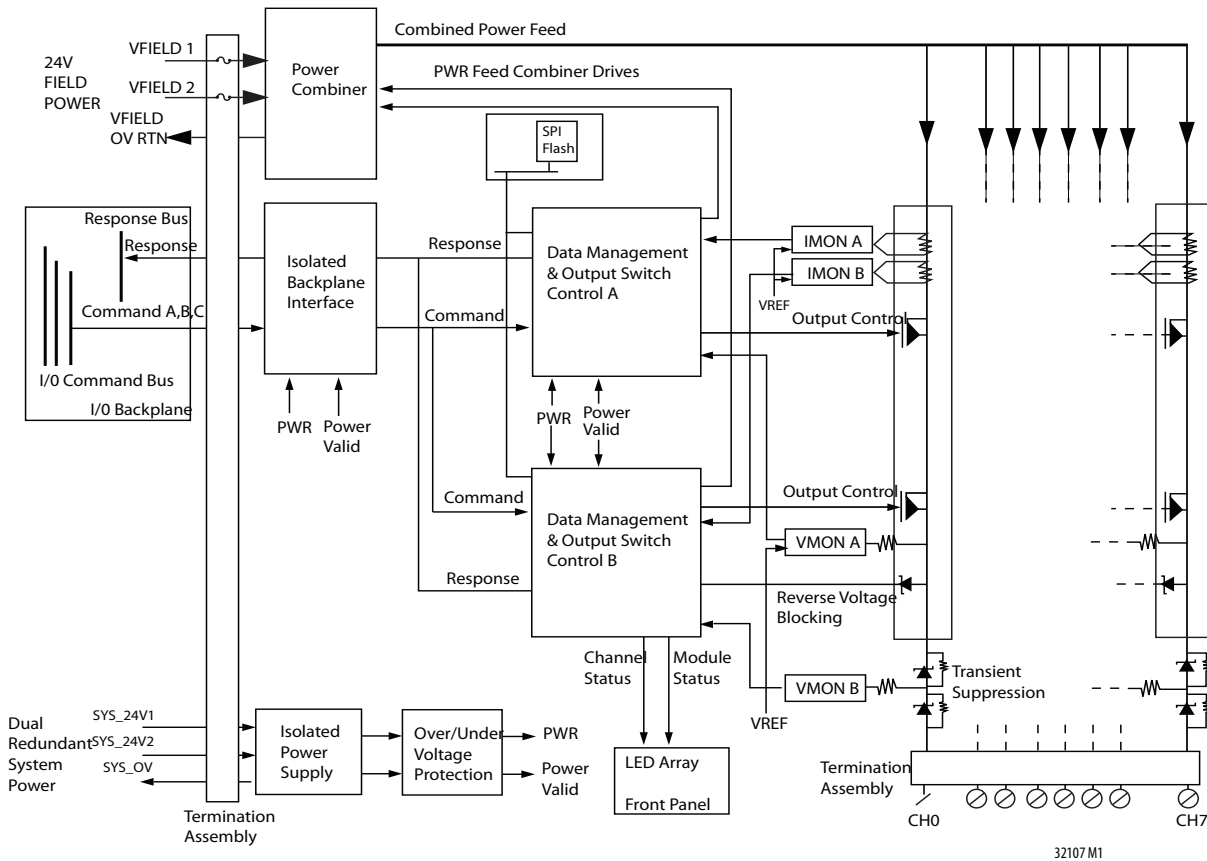 Combined Power Feed
VFIELD 1
24V
FIELD
POWER
VFIELD 2
Power
Combiner
PWR Feed Combiner Drives
VFIELD
OV RTN
SPI
Flash
Response Bus
Response
Command A,B,C
I/0 Command Bus
I/0 Backplane
Isolated
Backplane
Interface
PWR
Power
Valid
Response
Command
Data Management
& Output Switch
Control A
IMON A
IMON B
VREF
Output Control
PWR
Power
Valid
Command
Response
Data Management
& Output Switch
Control B
Output Control
VMON A
Reverse Voltage
Blocking
Channel
Status
Module
Status
VMON B
VREF
Transient
Suppression
Dual
Redundant
System
Power
SYS_24V1
SYS_24V2
SYS_OV
Isolated
Power
Supply
Over/Under
Voltage
Protection
PWR
Power
Valid
LED Array
Front Panel
Termination
Assembly
Termination
Assembly
CH0
CH7
32107 M1